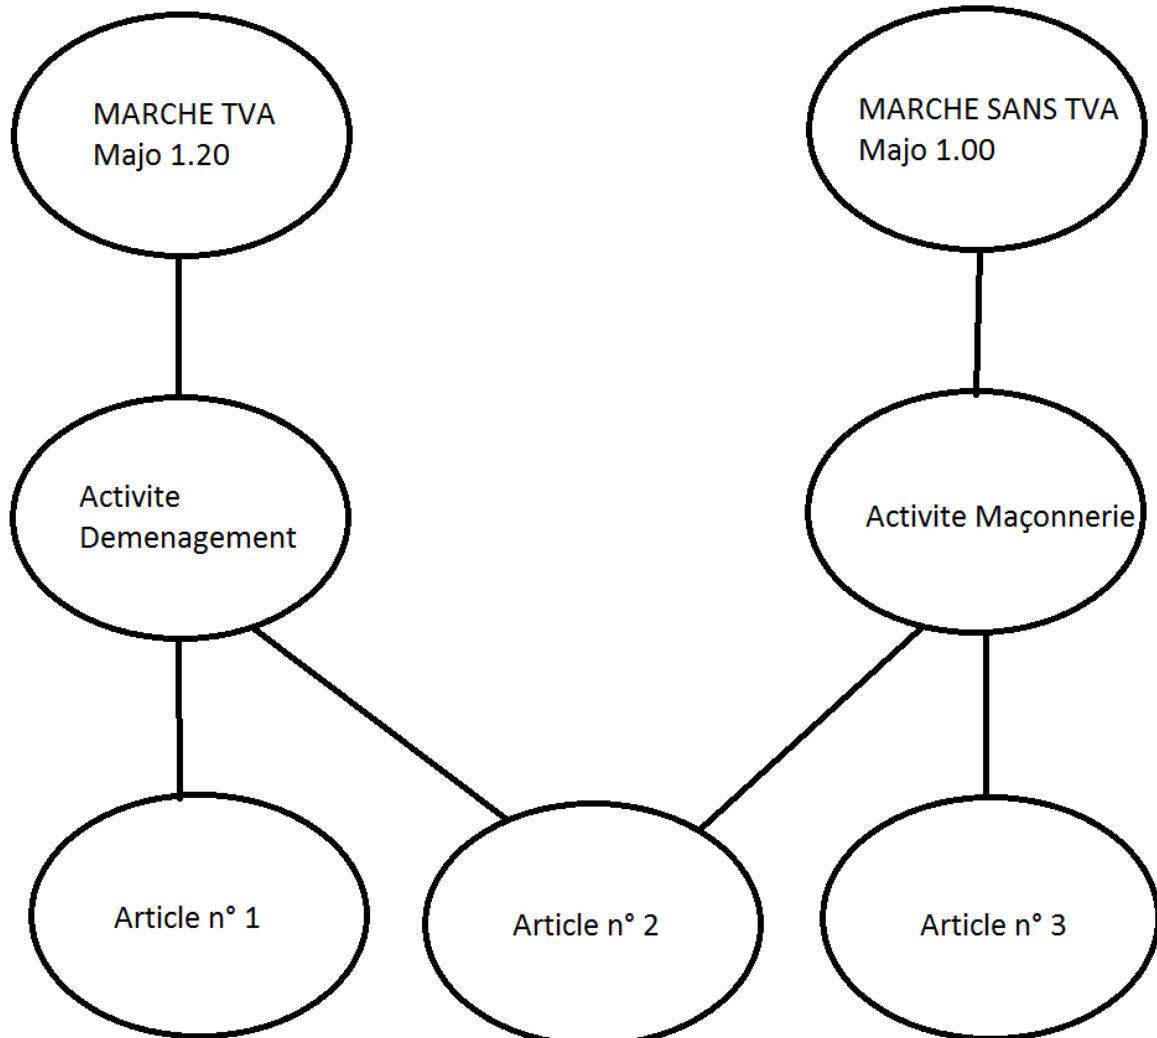 MARCHE TVA
Majo 1.20
MARCHE SANS TVA
Majo 1.00
Activite
Demenagement
Activite Maçonnerie
Article n° 1
Article n° 2
Article n° 3